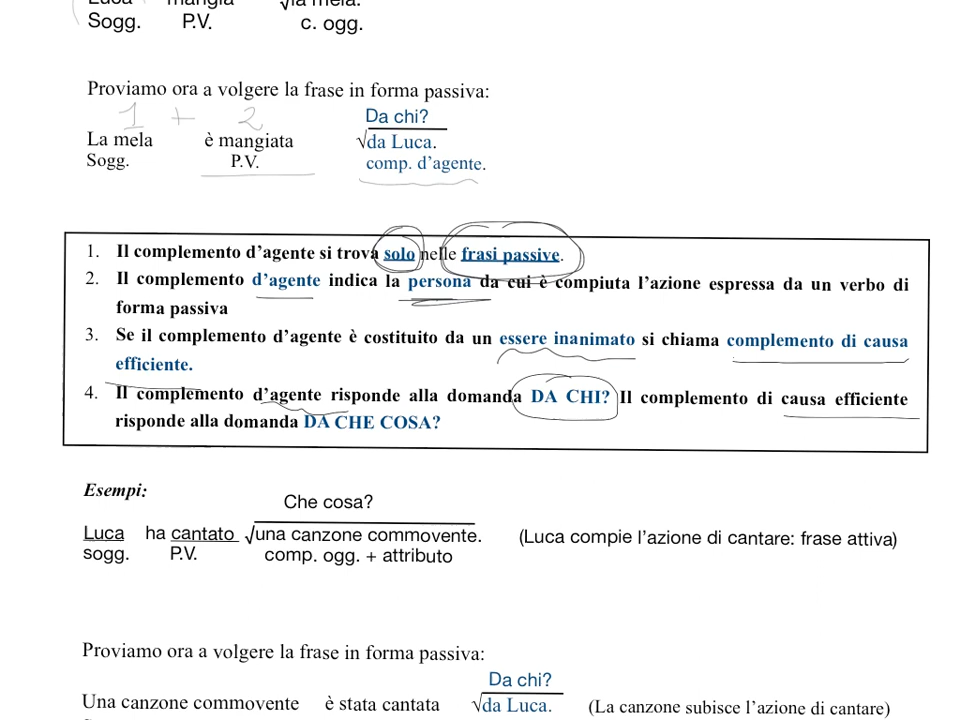 Luca mangia √la mela.
Sogg. P.V. c. ogg.
Proviamo ora a volgere la frase in forma passiva:
1 + 2 Da chi?
La mela è mangiata √da Luca.
Sogg. P.V. comp. d'agente.
1. Il complemento d'agente si trova solo nelle frasi passive.
2. Il complemento d'agente indica la persona da cui è compiuta l'azione espressa da un verbo di
forma passiva
3. Se il complemento d'agente è costituito da un essere inanimato si chiama complemento di causa
efficiente.
4. Il complemento d'agente risponde alla domanda DA CHI? Il complemento di causa efficiente
risponde alla domanda DA CHE COSA?
Esempi:
Che cosa?
Luca ha cantato √una canzone commovente. (Luca compie l'azione di cantare: frase attiva)
sogg. P.V. comp. ogg. + attributo
Proviamo ora a volgere la frase in forma passiva:
Da chi?
Una canzone commovente è stata cantata √da Luca. (La canzone subisce l'azione di cantare)